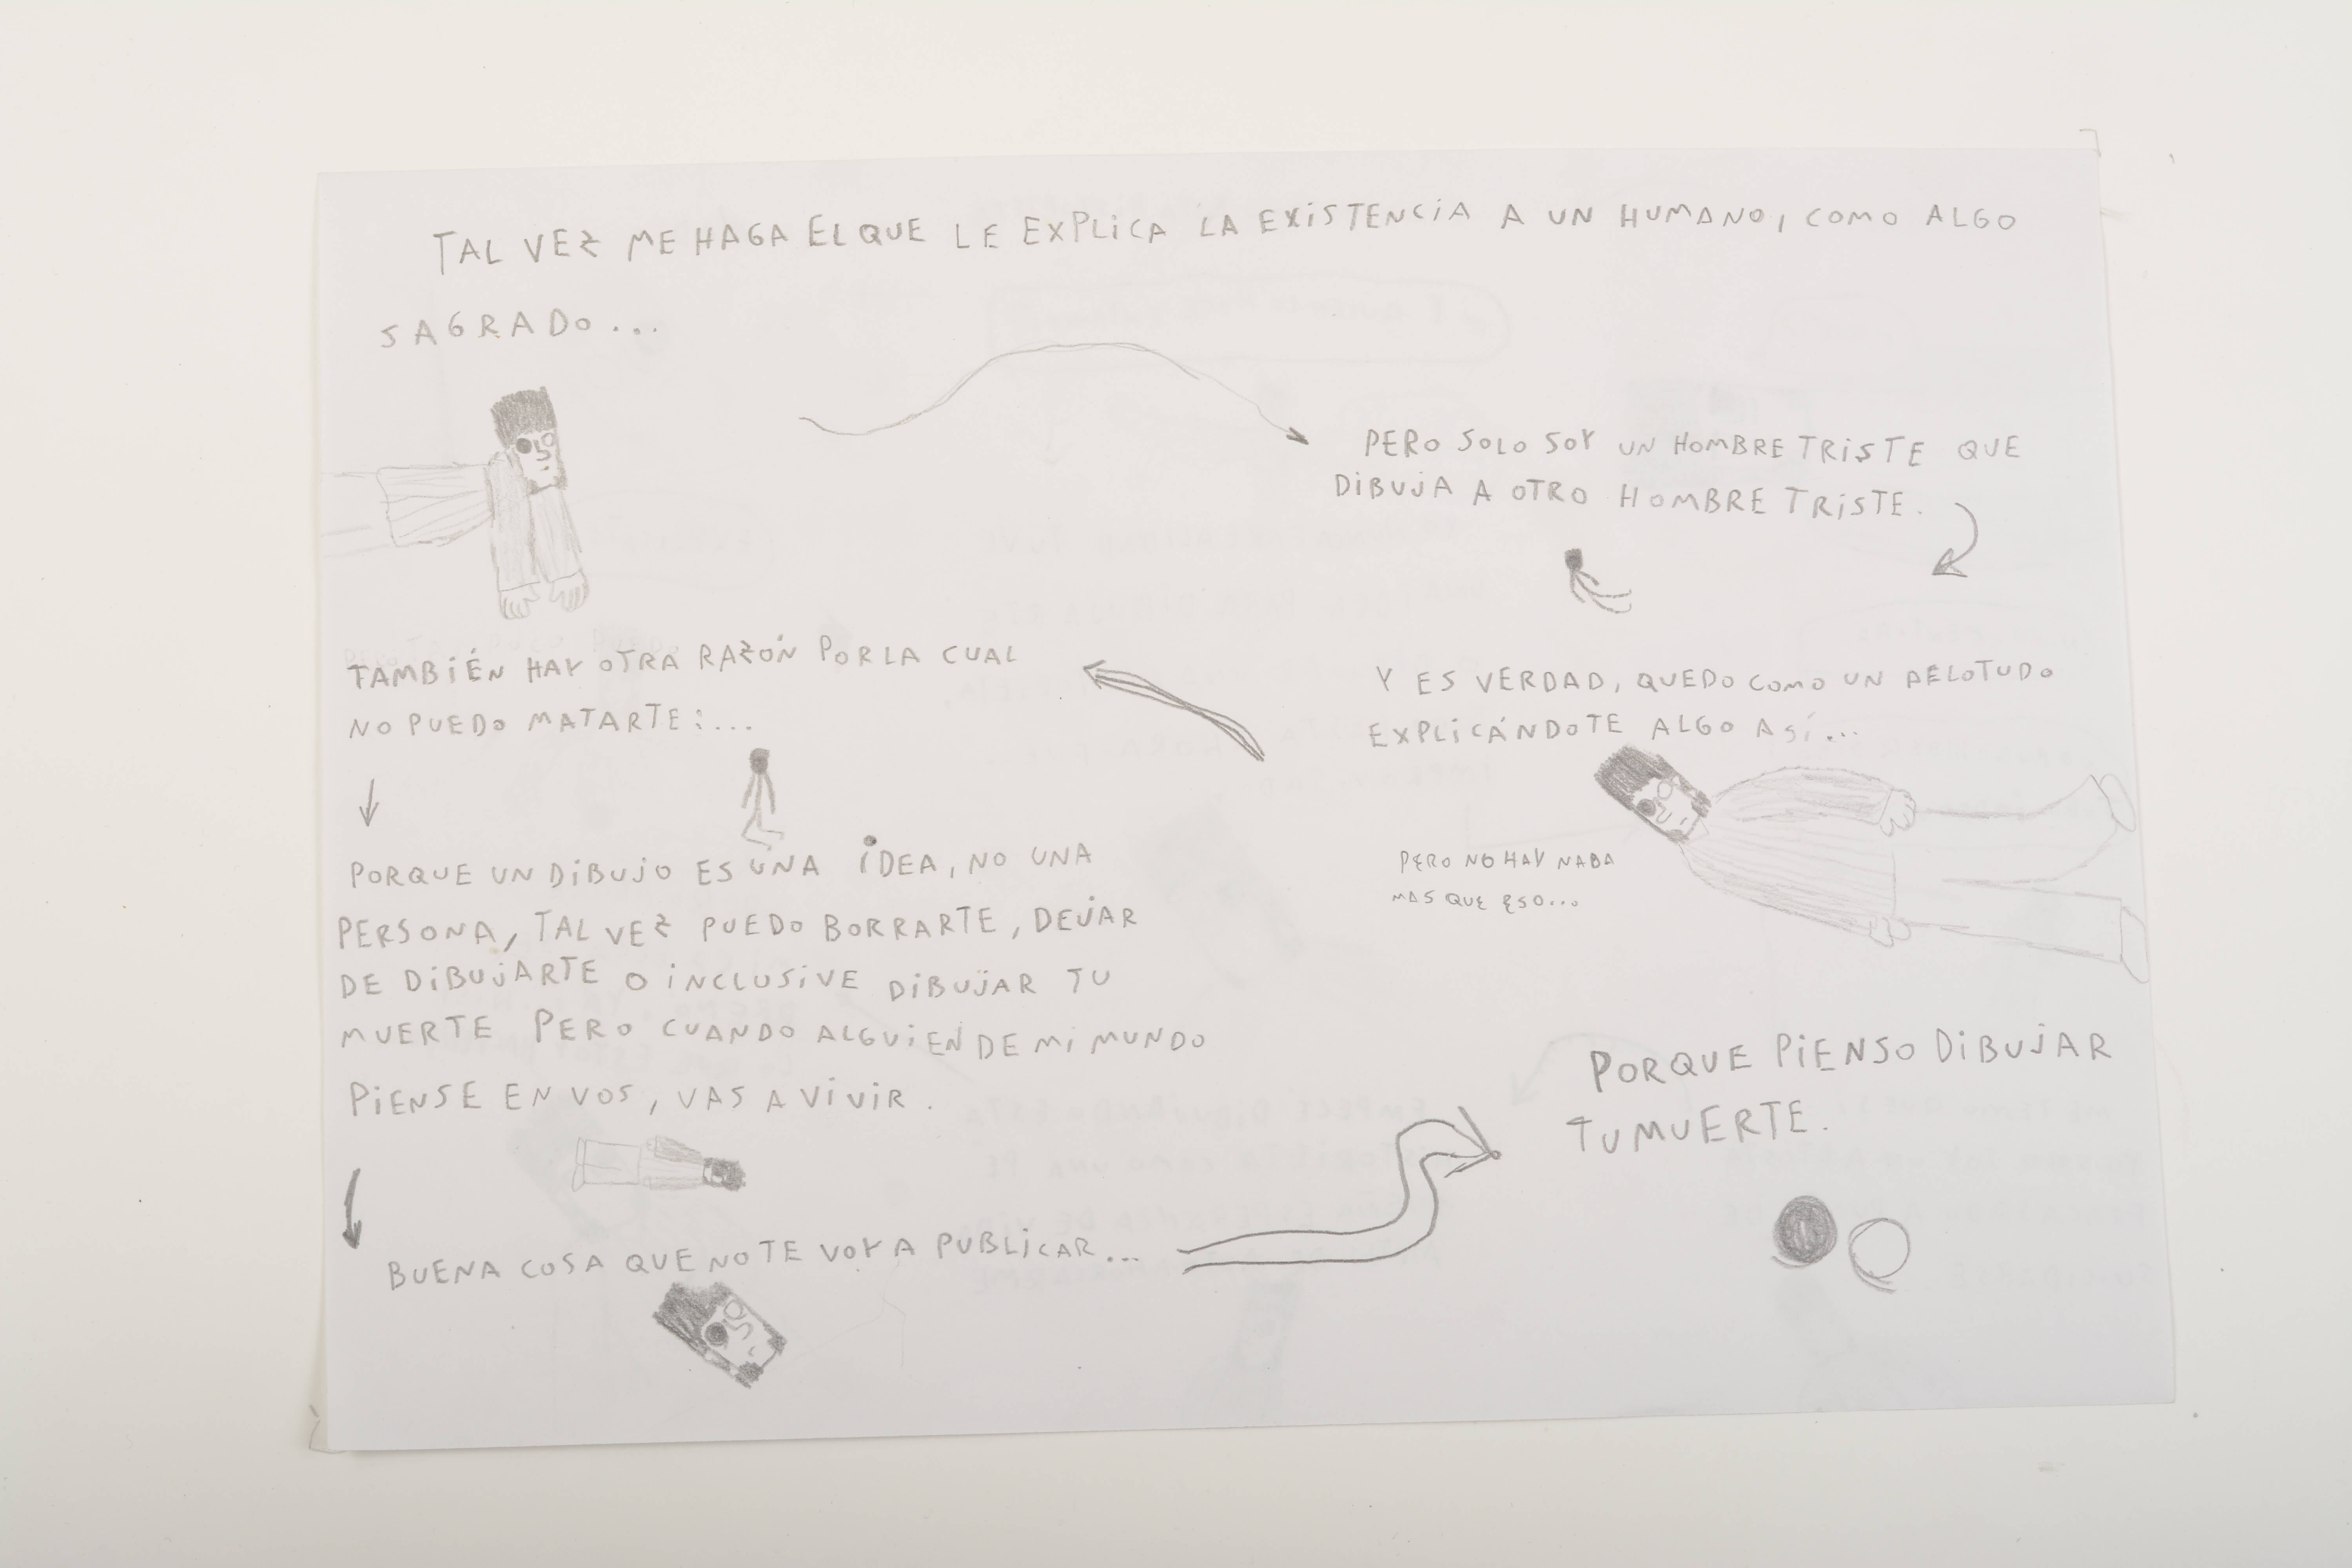 TAL VEZ ME HAGA EL QUE LE EXPLICA LA EXISTENCIA A UN HUMANO, COMO ALGO
SAGRADO...
PERO SOLO SOY UN HOMBRE TRISTE QUE
DIBUJA A OTRO HOMBRE TRISTE.
Y ES VERDAD, QUEDO COMO UN PELOTUDO
EXPLICÁNDOTE ALGO ASÍ...
PERO NO HAY NADA
MAS QUE ESO...
TAMBIÉN HAY OTRA RAZÓN POR LA CUAL
NO PUEDO MATARTE:...
PORQUE UN DIBUJO ES UNA IDEA, NO UNA
PERSONA, TAL VEZ PUEDO BORRARTE, DEJAR
DE DIBUJARTE O INCLUSIVE DIBUJAR TU
MUERTE PERO CUANDO ALGUIEN DE MI MUNDO
PIENSE EN VOS, VAS A VIVIR.
BUENA COSA QUE NO TE VOY A PUBLICAR...
PORQUE PIENSO DIBUJAR
TU MUERTE.